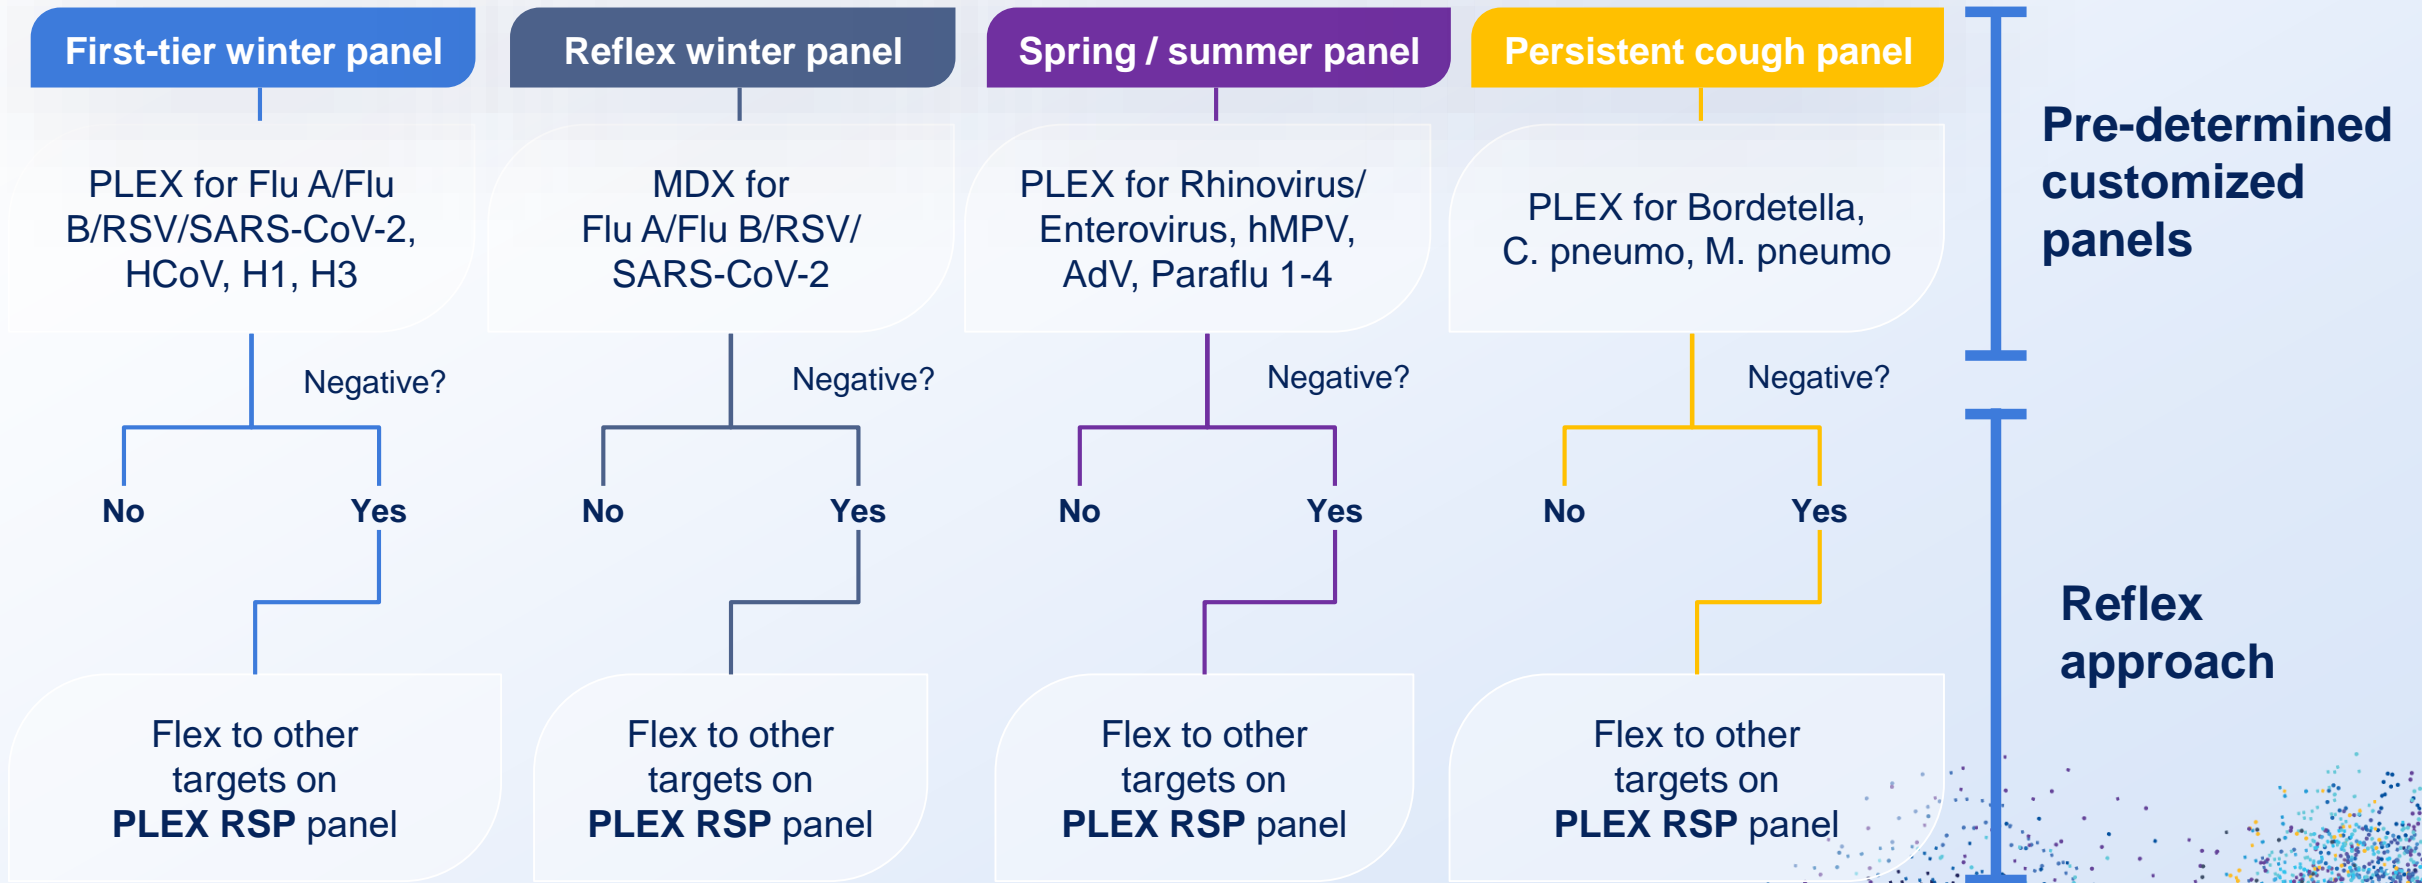 First-tier winter panel
PLEX for Flu A/Flu
B/RSV/SARS-CoV-2,
HCoV, H1, H3
Negative?
No
Yes
Flex to other
targets on
PLEX RSP panel
Reflex winter panel
MDX for
Flu A/Flu B/RSV/
SARS-CoV-2
Negative?
No
Yes
Flex to other
targets on
PLEX RSP panel
Spring / summer panel
PLEX for Rhinovirus/
Enterovirus, hMPV,
AdV, Paraflu 1-4
Negative?
No
Yes
Flex to other
targets on
PLEX RSP panel
Persistent cough panel
PLEX for Bordetella,
C. pneumo, M. pneumo
Negative?
No
Yes
Flex to other
targets on
PLEX RSP panel
Pre-determined
customized
panels
Reflex
approach